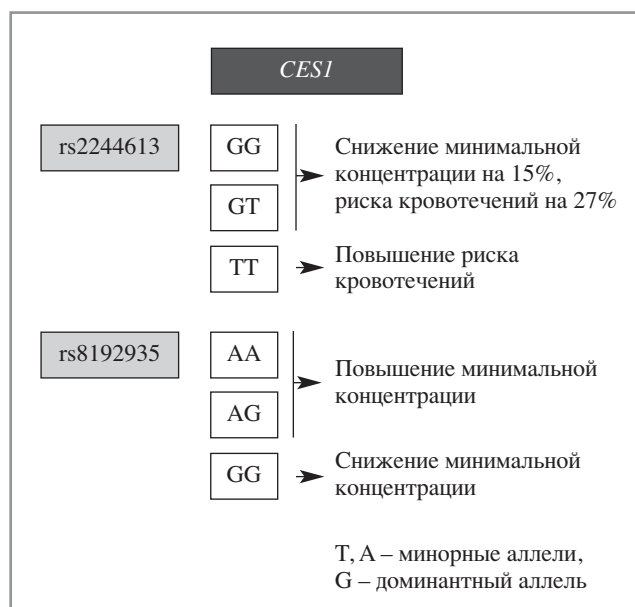 CES1
rs2244613
GG
Снижение минимальной
концентрации на 15%,
риска кровотечений на 27%
GT
TT
Повышение риска
кровотечений
rs8192935
AA
Повышение минимальной
концентрации
AG
GG
Снижение минимальной
концентрации
T, A – минорные аллели,
G – доминантный аллель